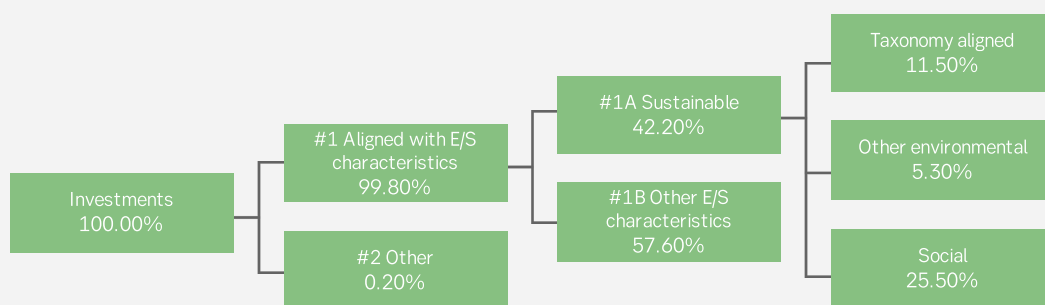 Investments
100.00%
#1 Aligned with E/S
characteristics
99.80%
#2 Other
0.20%
#1A Sustainable
42.20%
#1B Other E/S
characteristics
57.60%
Taxonomy aligned
11.50%
Other environmental
5.30%
Social
25.50%